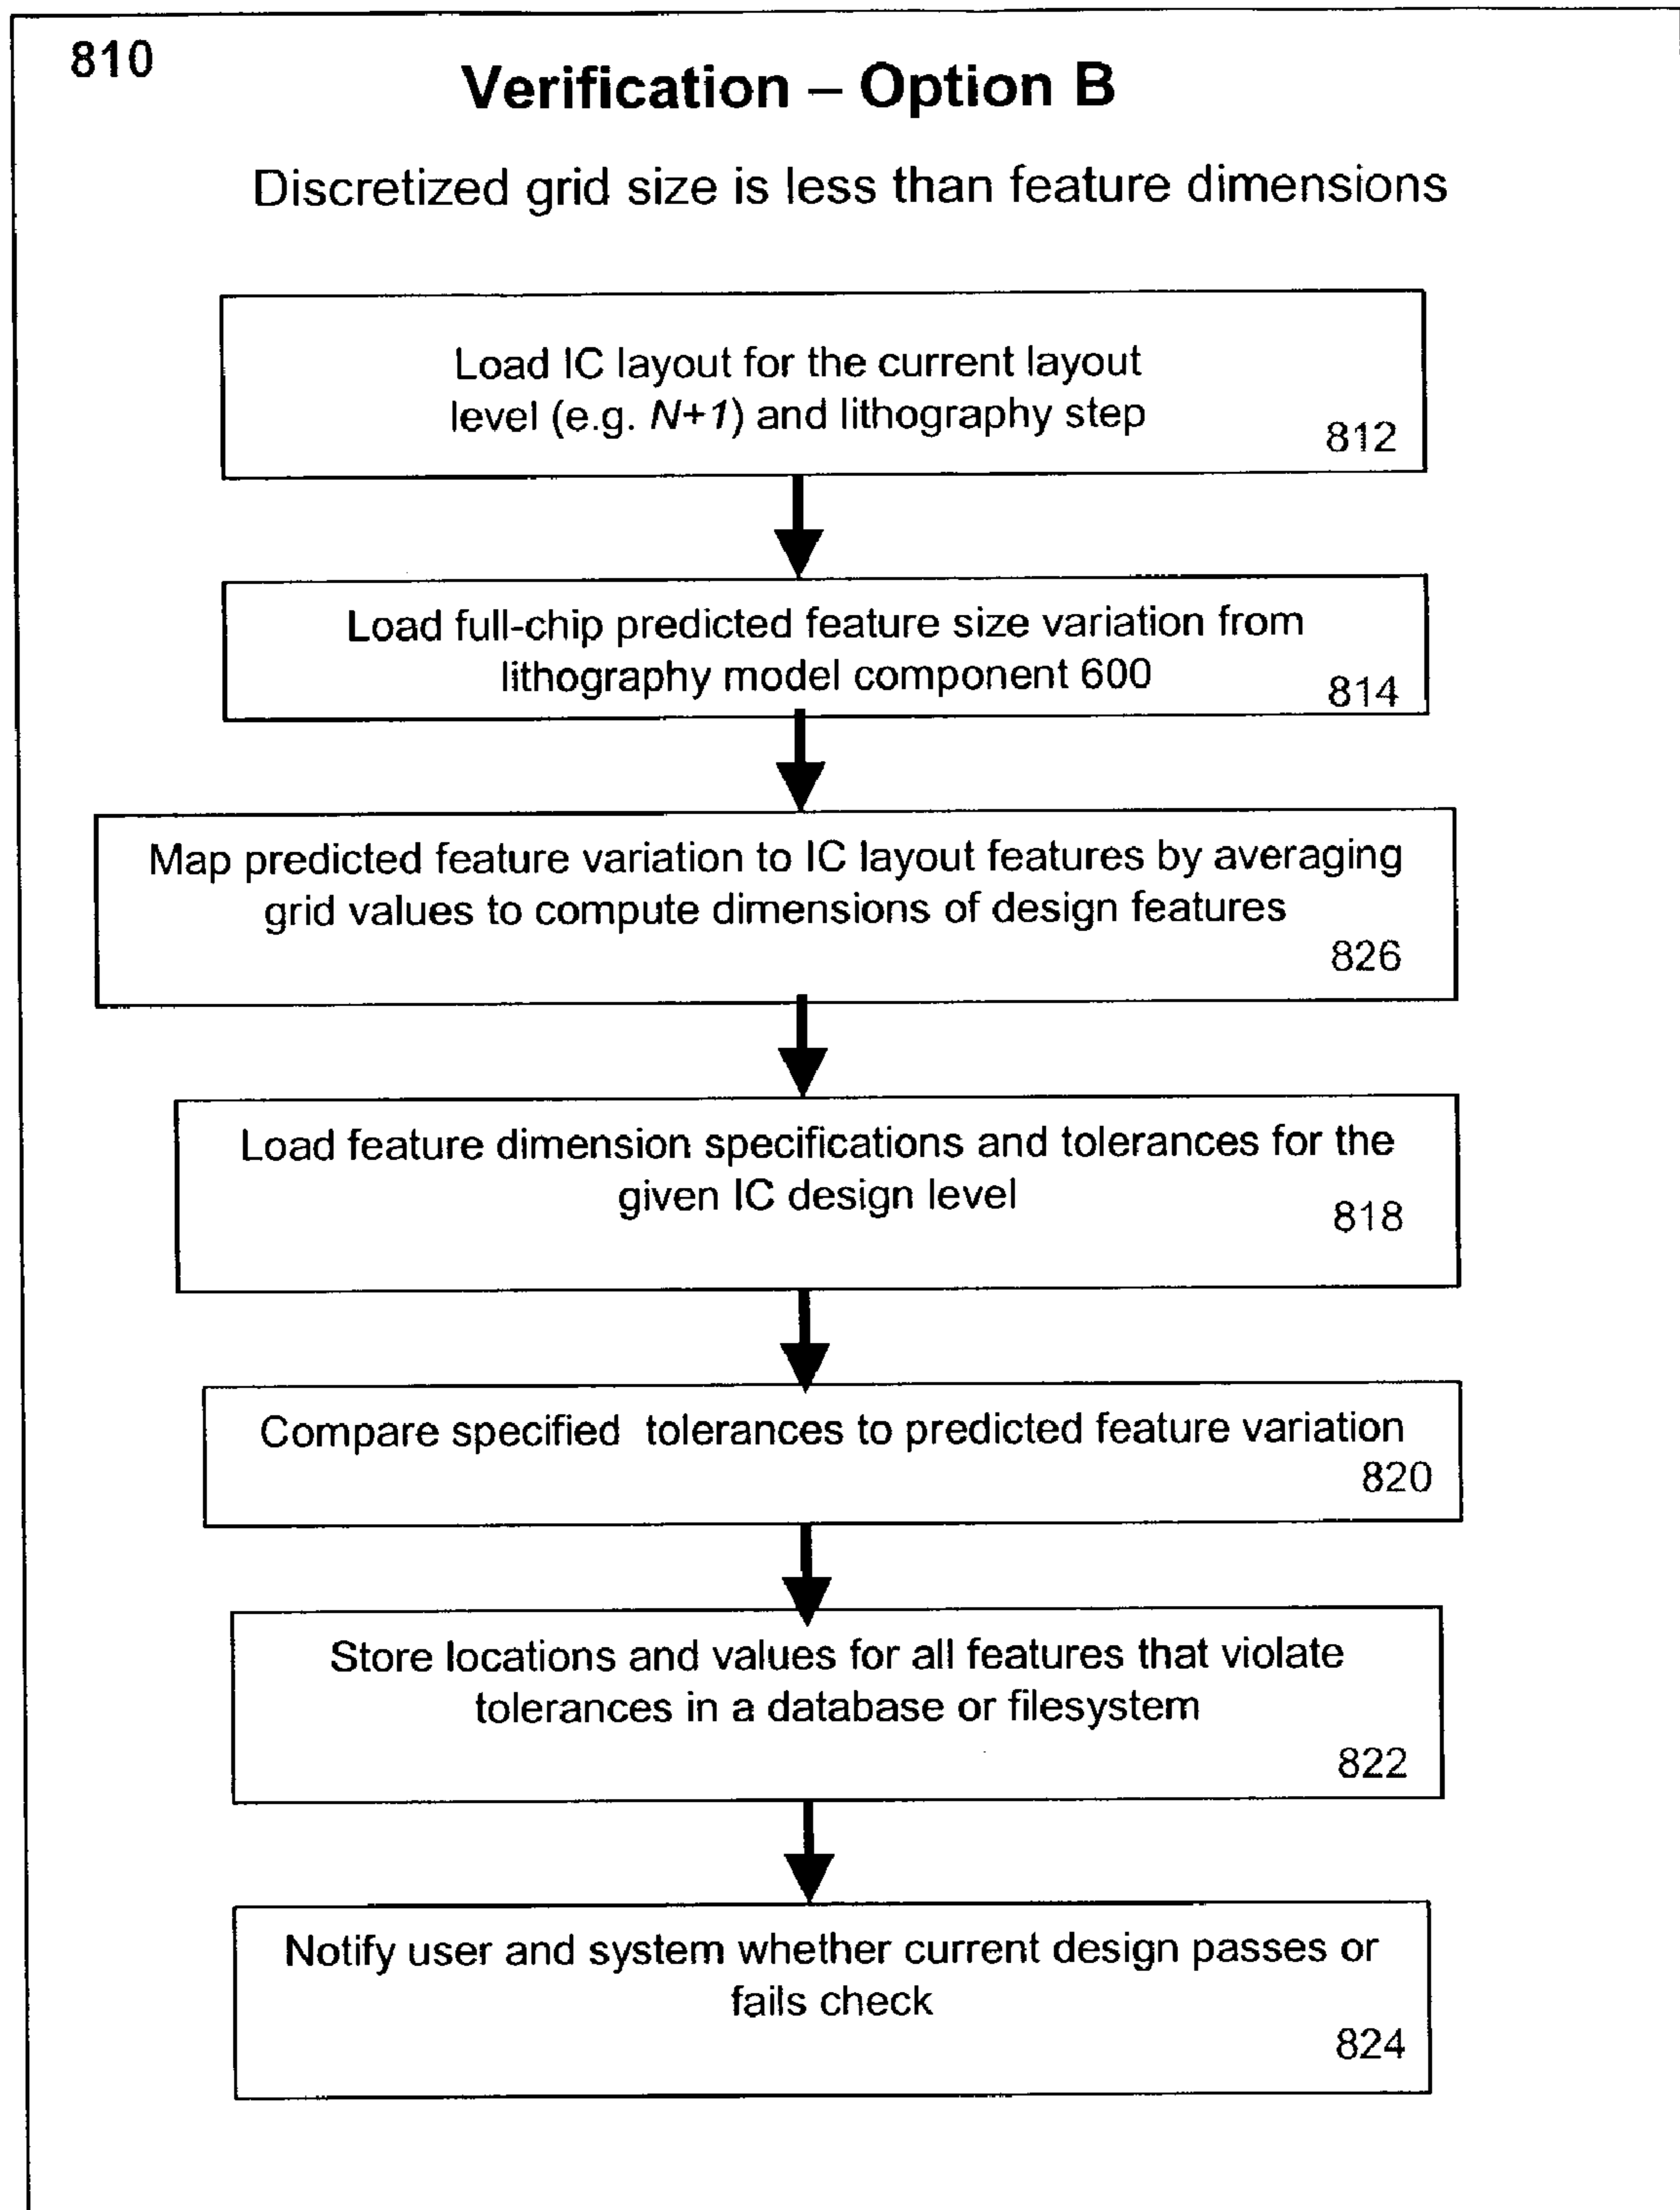 810
Verification – Option B
Discretized grid size is less than feature dimensions
Load IC layout for the current layout
level (e.g. N+1) and lithography step
812
Load full-chip predicted feature size variation from
lithography model component 600
814
Map predicted feature variation to IC layout features by averaging
grid values to compute dimensions of design features
826
Load feature dimension specifications and tolerances for the
given IC design level
818
Compare specified tolerances to predicted feature variation
820
Store locations and values for all features that violate
tolerances in a database or filesystem
822
Notify user and system whether current design passes or
fails check
824